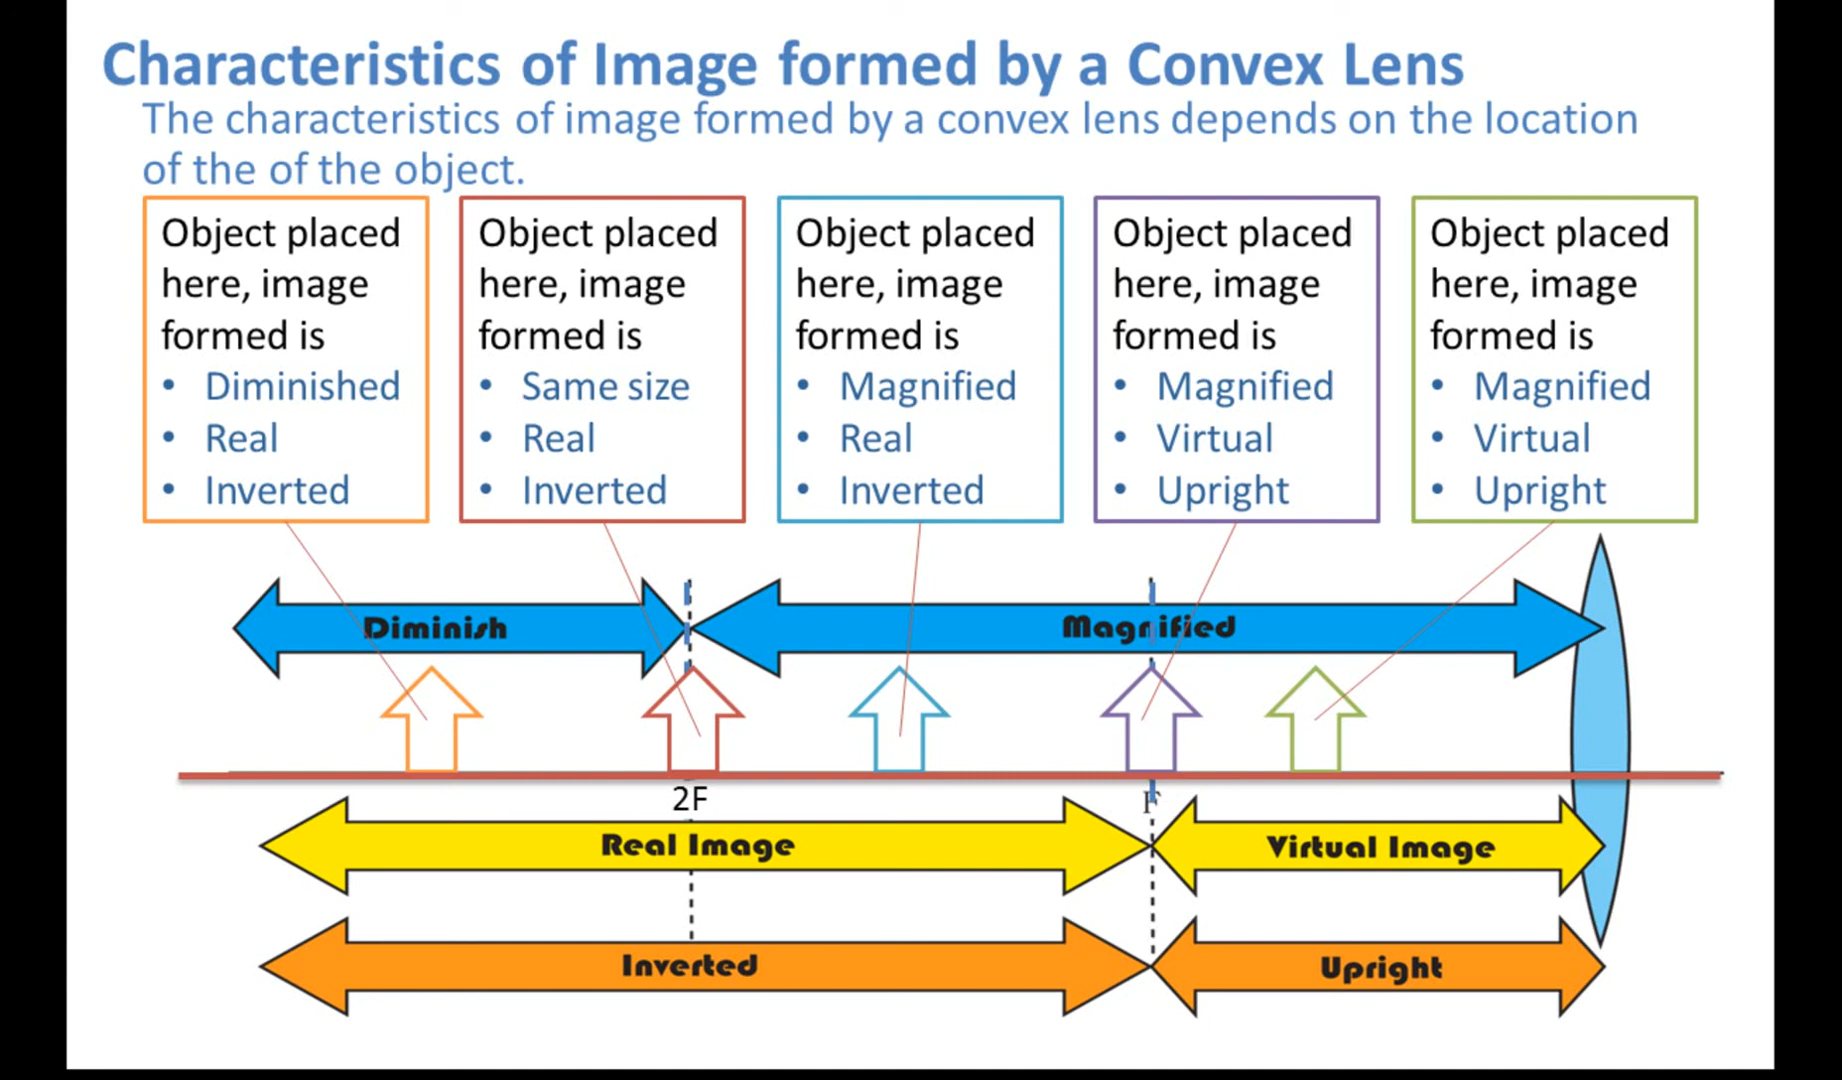 Characteristics of Image formed by a Convex Lens
The characteristics of image formed by a convex lens depends on the location
of the of the object.
Object placed
here, image
formed is
• Diminished
• Real
• Inverted
Object placed
here, image
formed is
• Same size
• Real
• Inverted
Object placed
here, image
formed is
• Magnified
• Real
• Inverted
Object placed
here, image
formed is
• Magnified
• Virtual
• Upright
Object placed
here, image
formed is
• Magnified
• Virtual
• Upright
Diminish
Magnified
2F
F
Real Image
Virtual Image
Inverted
Upright